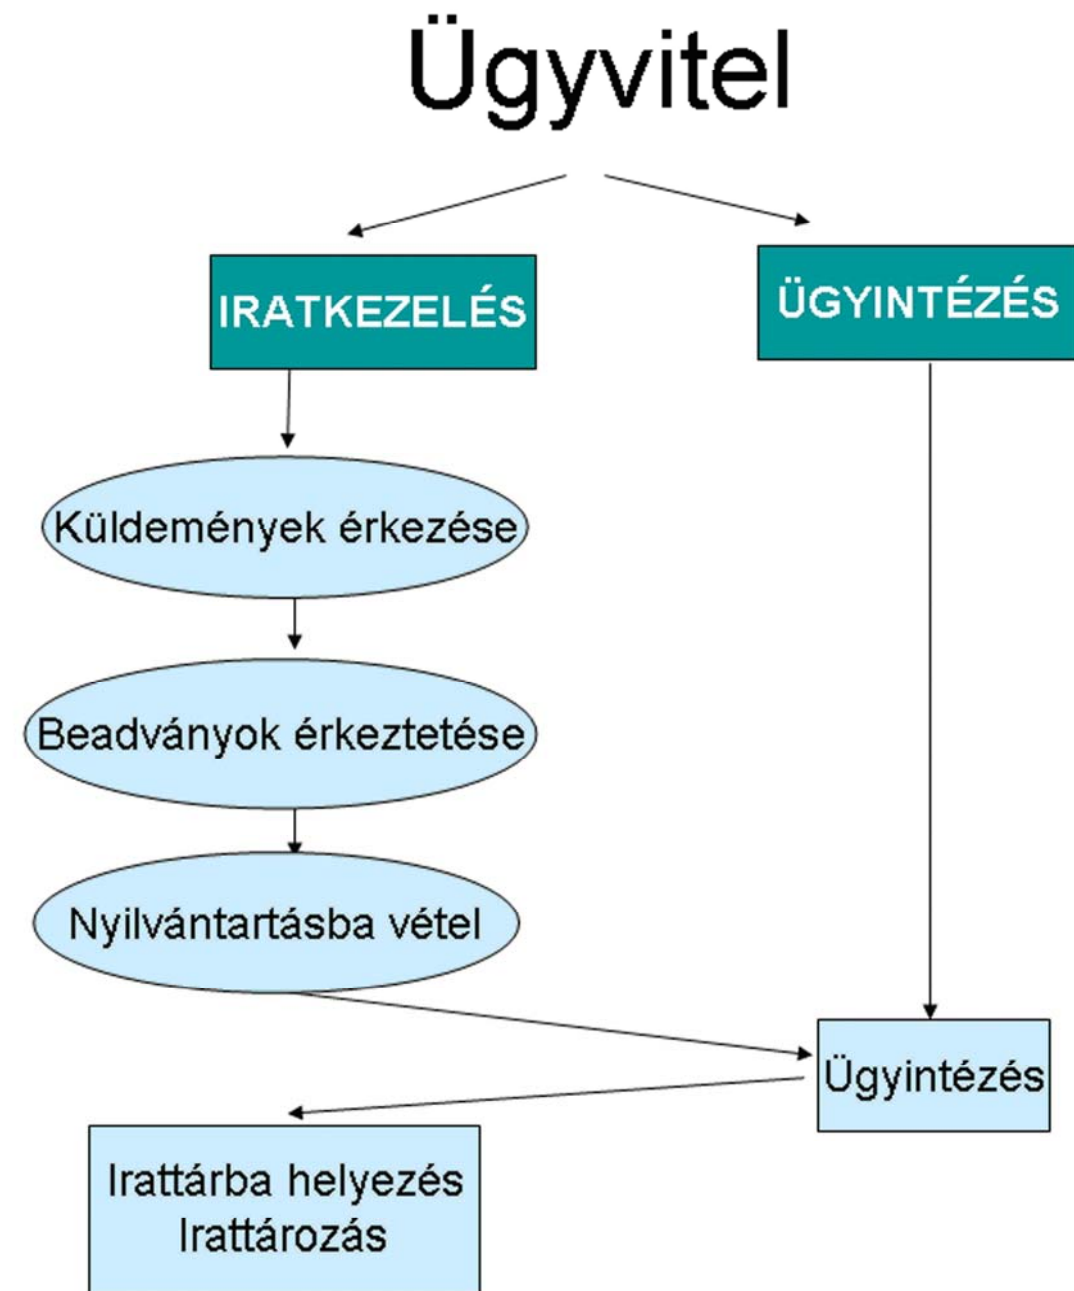 Ügyvitel
IRATKEZELÉS
ÜGYINTÉZÉS
Küldemények érkezése
Beadványok érkeztetése
Nyilvántartásba vétel
Ügyintézés
Irattárba helyezés
Irattározás